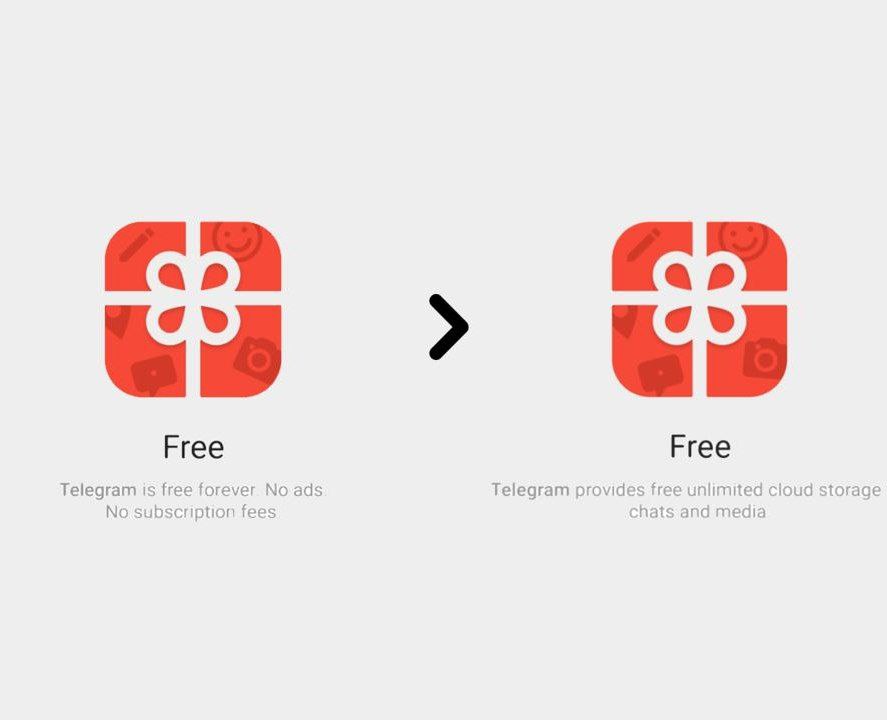 Free
Telegram is free forever. No ads.
No subscription fees.
Free
Telegram provides free unlimited cloud storage
chats and media.